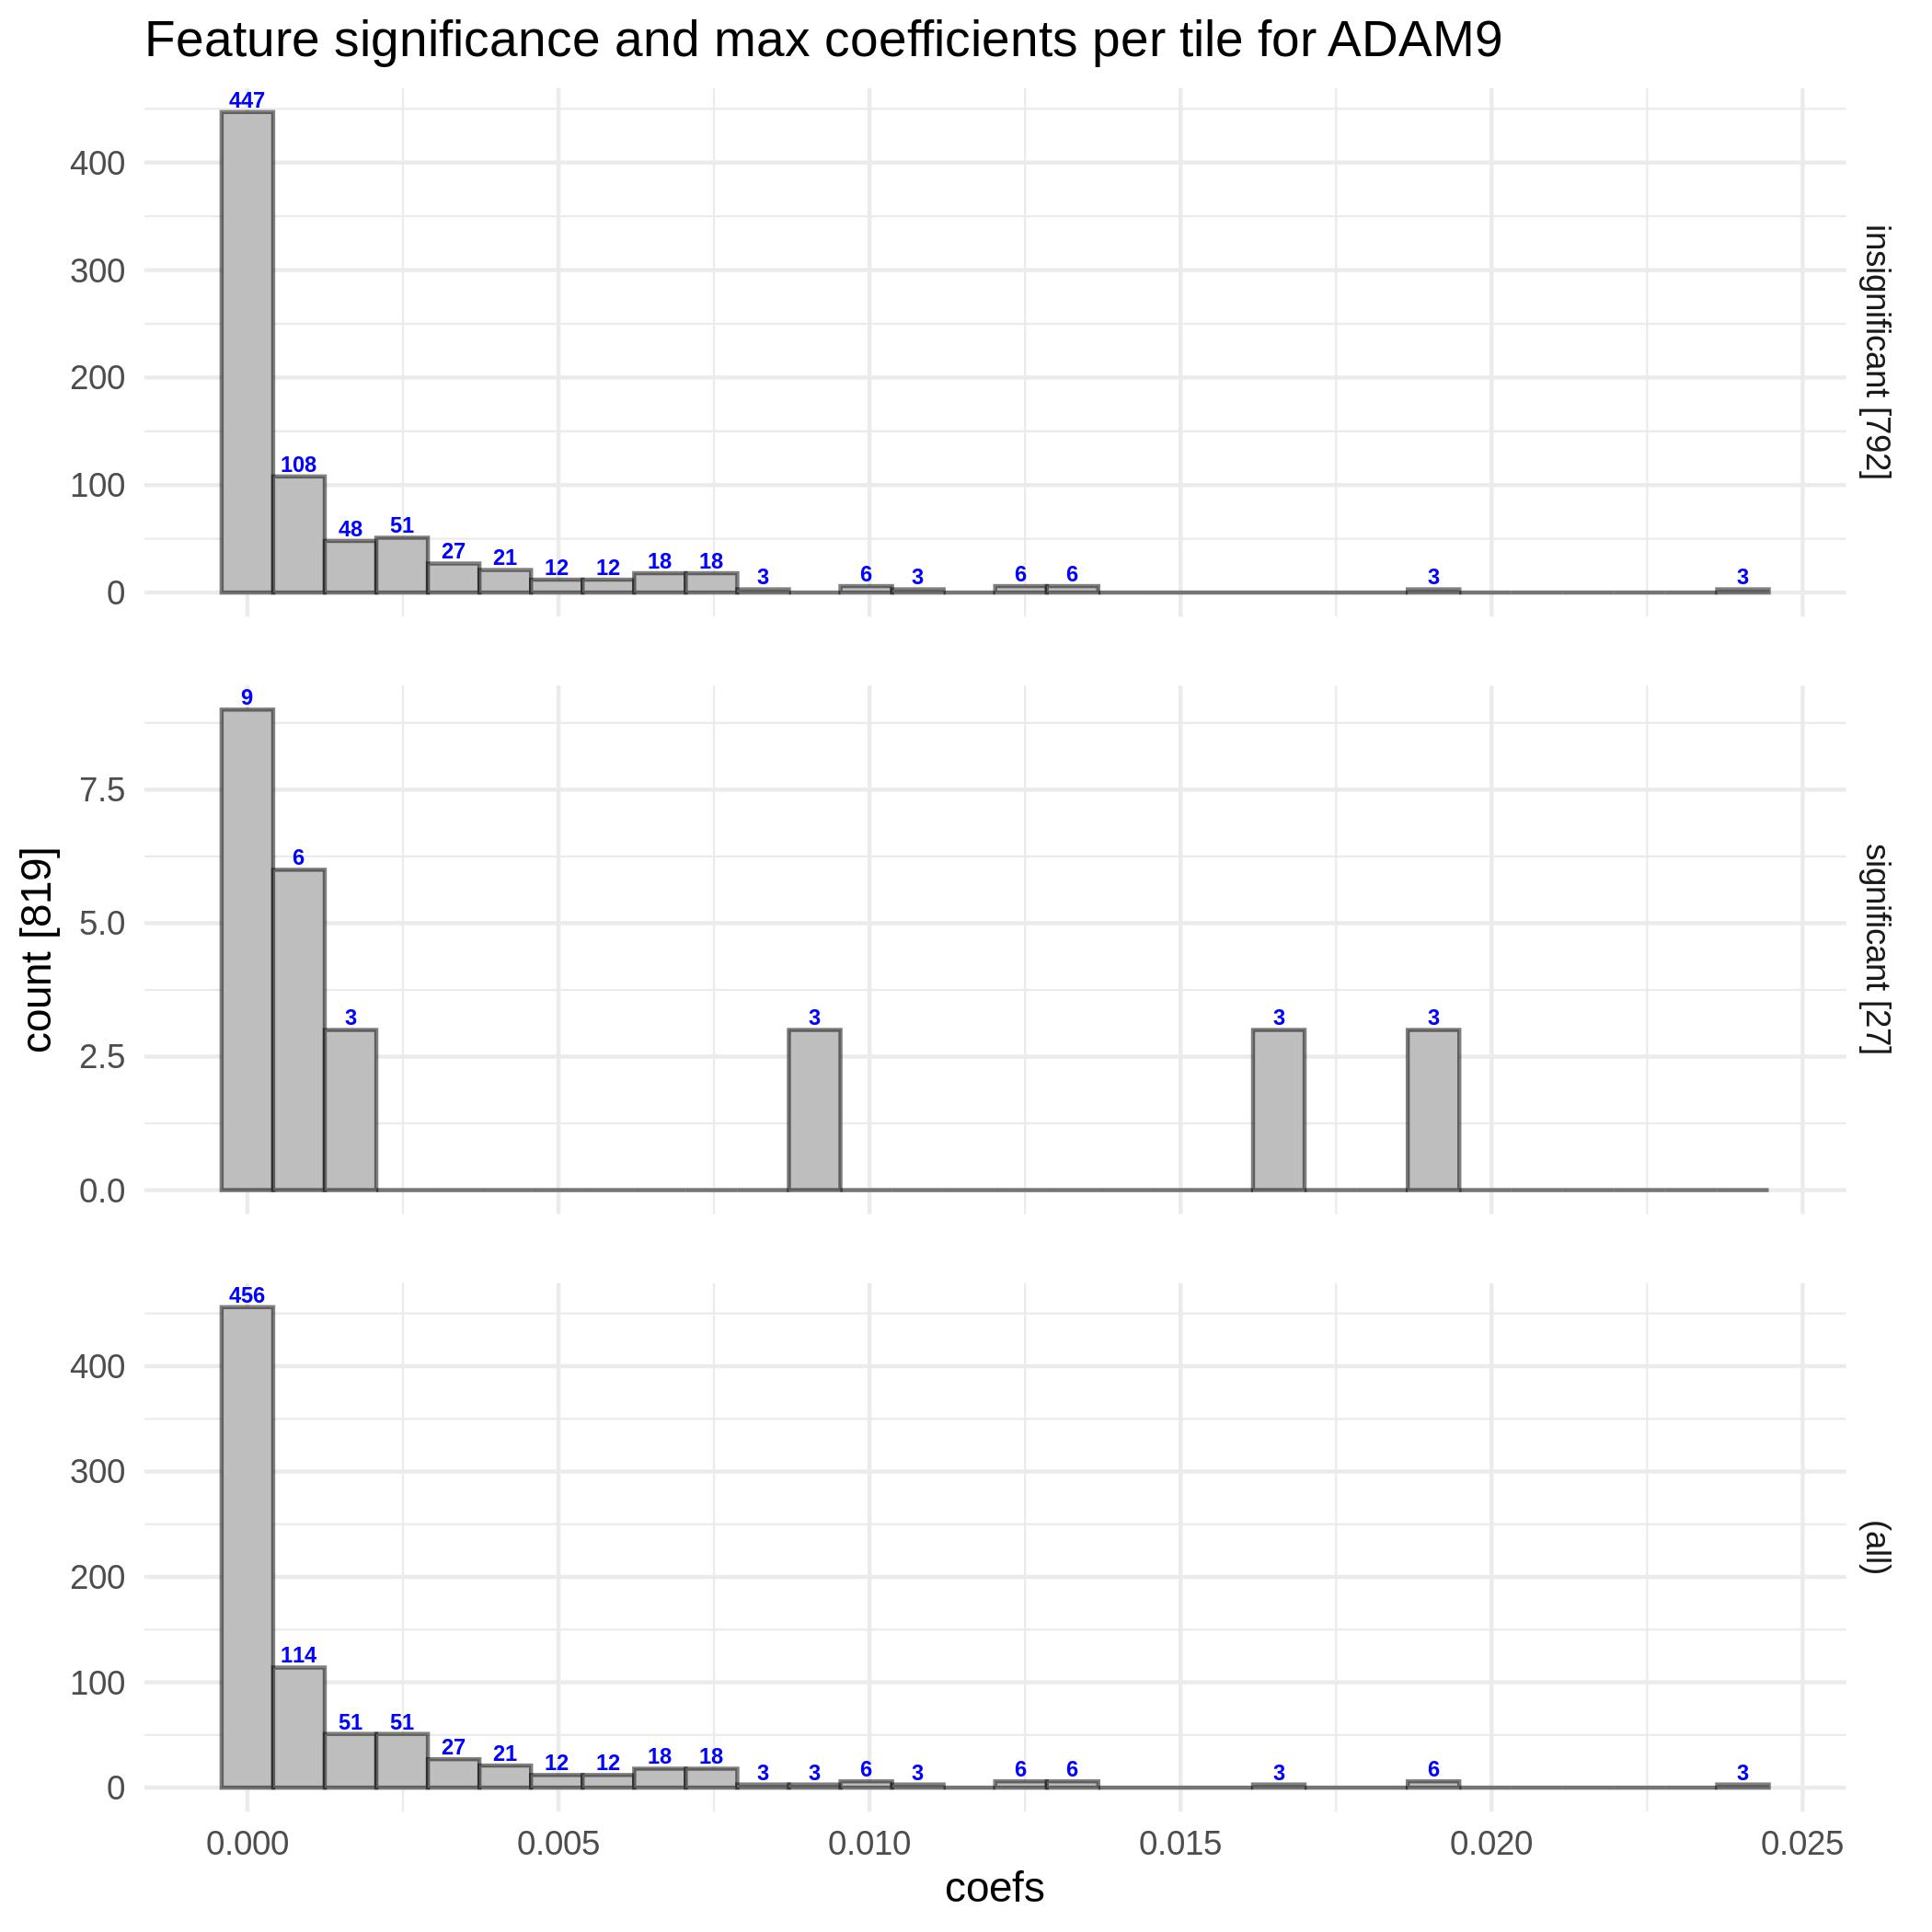 Feature significance and max coefficients per tile for ADAM9
447
400
300
insignificant [792]
200
108
100
48 51 27 21 12 12 18 18 3 6 3 6 6 3 3
0
9
7.5
6
significant [27]
count [819]
5.0
3 3 3 3
2.5
0.0
456
400
300
(all)
200
114
100
51 51 27 21 12 12 18 18 3 3 6 3 6 6 3 6 3
0
0.000 0.005 0.010 0.015 0.020 0.025
coefs